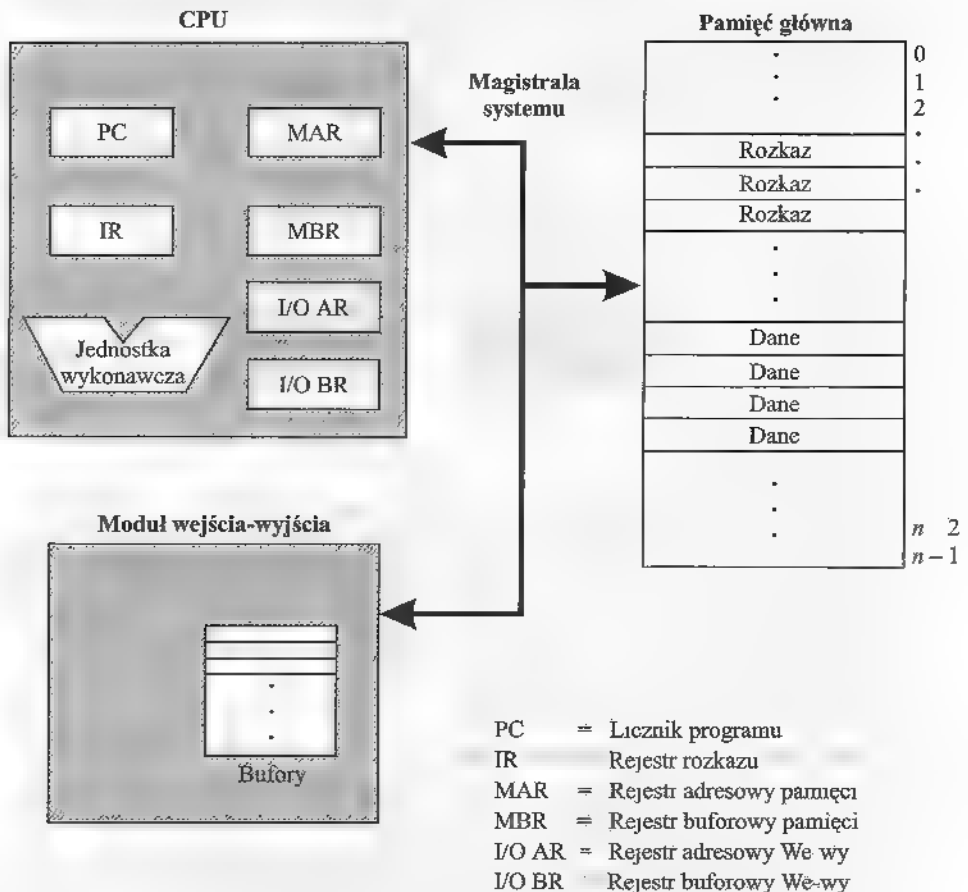 CPU
PC
MAR
IR
MBR
I/O AR
Jednostka
wykonawcza
I/O BR
Magistrala
systemu
Pamięć główna
0
1
2
Rozkaz
Rozkaz
Rozkaz
Dane
Dane
Dane
Dane
n 2
n – 1
Moduł wejścia-wyjścia
Bufory
PC = Licznik programu
IR Rejestr rozkazu
MAR = Rejestr adresowy pamięci
MBR = Rejestr buforowy pamięci
I/O AR = Rejestr adresowy We wy
I/O BR Rejestr buforowy We-wy